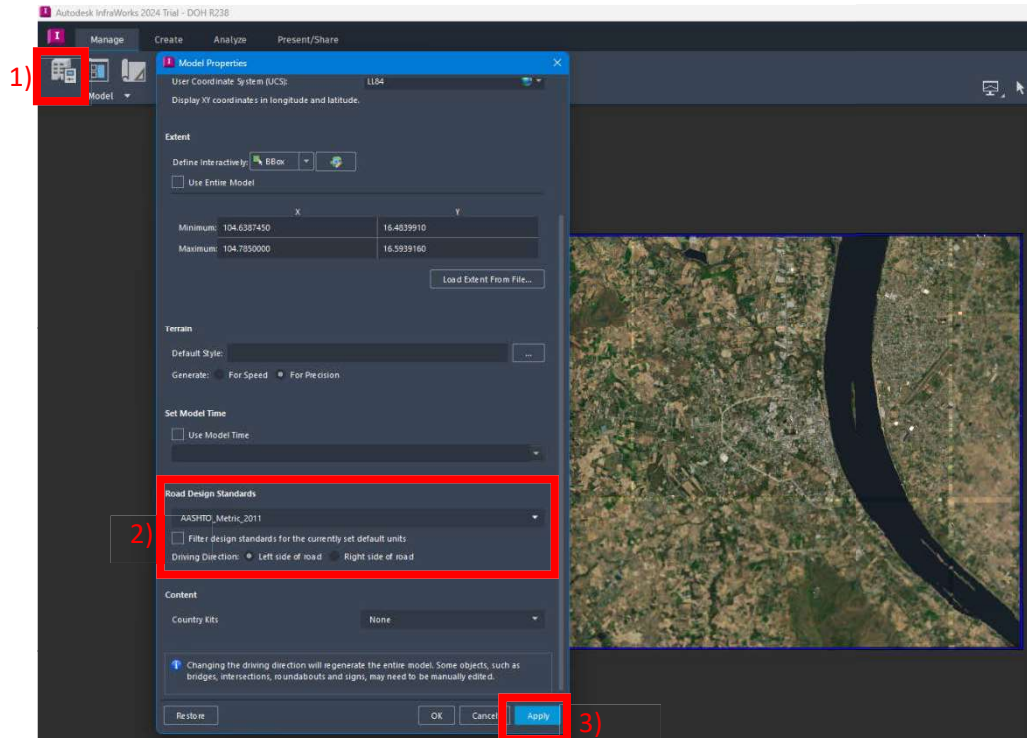 Autodesk InfraWorks 2024 Trial - DOH R238
Manage Create Analyze Present/Share
1)
Model
Model Properties
User Coordinate System (UCS): LL84
Display XY coordinates in longitude and latitude.
Extent
Define Interactively: BBox
Use Entire Model
X Y
Minimum: 104.6387450 16.4839910
Maximum: 104.7850000 16.5939160
Load Extent From File...
Terrain
Default Style: ...
Generate: For Speed For Precision
Set Model Time
Use Model Time
Road Design Standards
AASHTO_Metric_2011
2)
Filter design standards for the currently set default units
Driving Direction: Left side of road Right side of road
Content
Country Kits None
Changing the driving direction will regenerate the entire model. Some objects, such as
bridges, intersections, roundabouts and signs, may need to be manually edited.
Restore OK Cancel Apply
3)